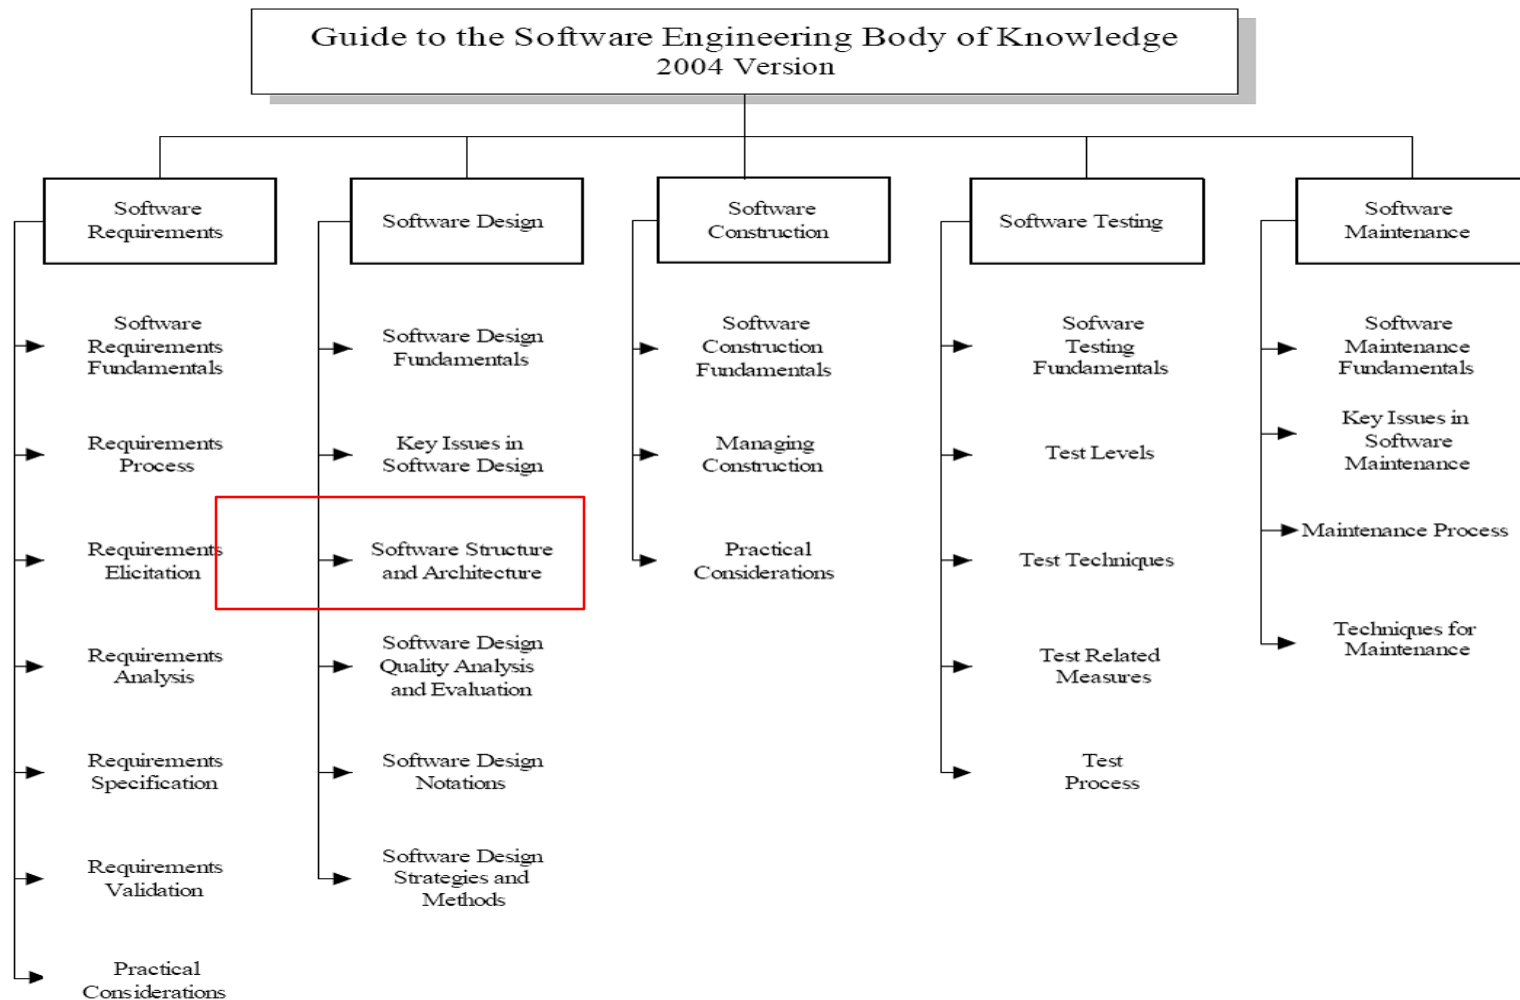 Guide to the Software Engineering Body of Knowledge
2004 Version
Software
Requirements
Software
Requirements
Fundamentals
Requirements
Process
Requirements
Elicitation
Requirements
Analysis
Requirements
Specification
Requirements
Validation
Practical
Considerations
Software Design
Software Design
Fundamentals
Key Issues in
Software Design
Software Structure
and Architecture
Software Design
Quality Analysis
and Evaluation
Software Design
Notations
Software Design
Strategies and
Methods
Software
Construction
Software
Construction
Fundamentals
Managing
Construction
Practical
Considerations
Software Testing
Sofware
Testing
Fundamentals
Test Levels
Test Techniques
Test Related
Measures
Test
Process
Software
Maintenance
Software
Maintenance
Fundamentals
Key Issues in
Software
Maintenance
Maintenance Process
Techniques for
Maintenance